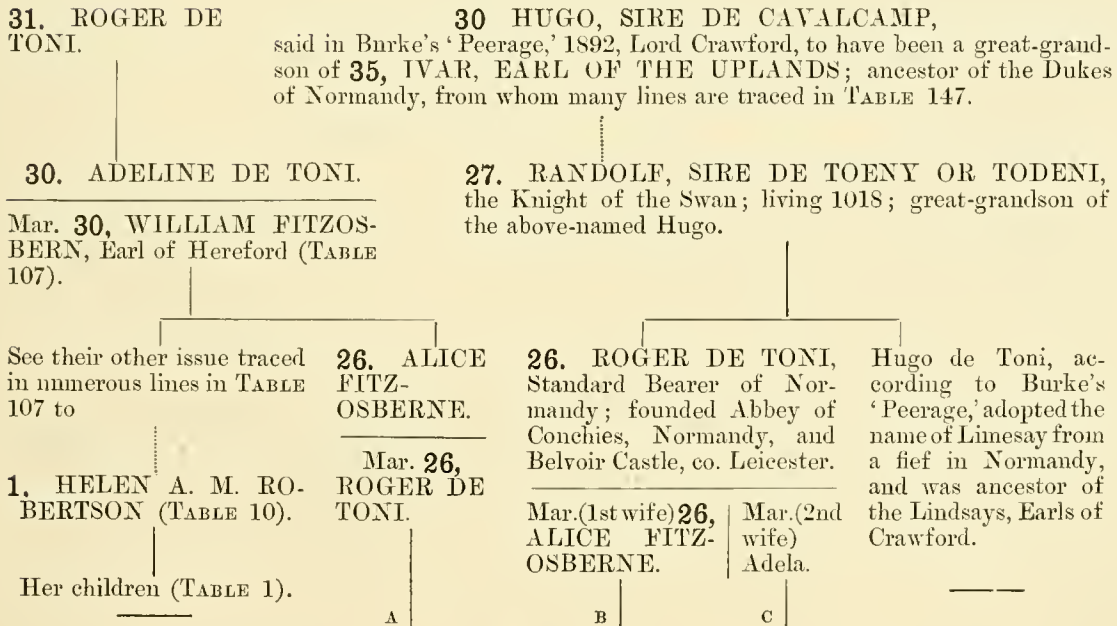 31. ROGER DE
TONI.
30 HUGO, SIRE DE CAVALCAMP,
said in Burke's ‘Peerage,’ 1892, Lord Crawford, to have been a great-grand-
son of 35, IVAR, EARL OF THE UPLANDS; ancestor of the Dukes
of Normandy, from whom many lines are traced in TABLE 147.
30. ADELINE DE TONI.
Mar. 30, WILLIAM FITZOS-
BERN, Earl of Hereford (TABLE
107).
27. RANDOLF, SIRE DE TOENY OR TODENI,
the Knight of the Swan; living 1018; great-grandson of
the above-named Hugo.
See their other issue traced
in numerous lines in TABLE
107 to
1. HELEN A. M. RO-
BERTSON (TABLE 10).
Her children (TABLE 1).
26. ALICE
FITZ-
OSBERNE.
Mar. 26,
ROGER DE
TONI.
A
26. ROGER DE TONI,
Standard Bearer of Nor-
mandy; founded Abbey of
Conchies, Normandy, and
Belvoir Castle, co. Leicester.
Mar. (1st wife) 26,
ALICE FITZ-
OSBERNE.
B
Mar. (2nd
wife)
Adela.
C
Hugo de Toni, ac-
cording to Burke's
‘Peerage,’ adopted the
name of Limesay from
a fief in Normandy,
and was ancestor of
the Lindsays, Earls of
Crawford.